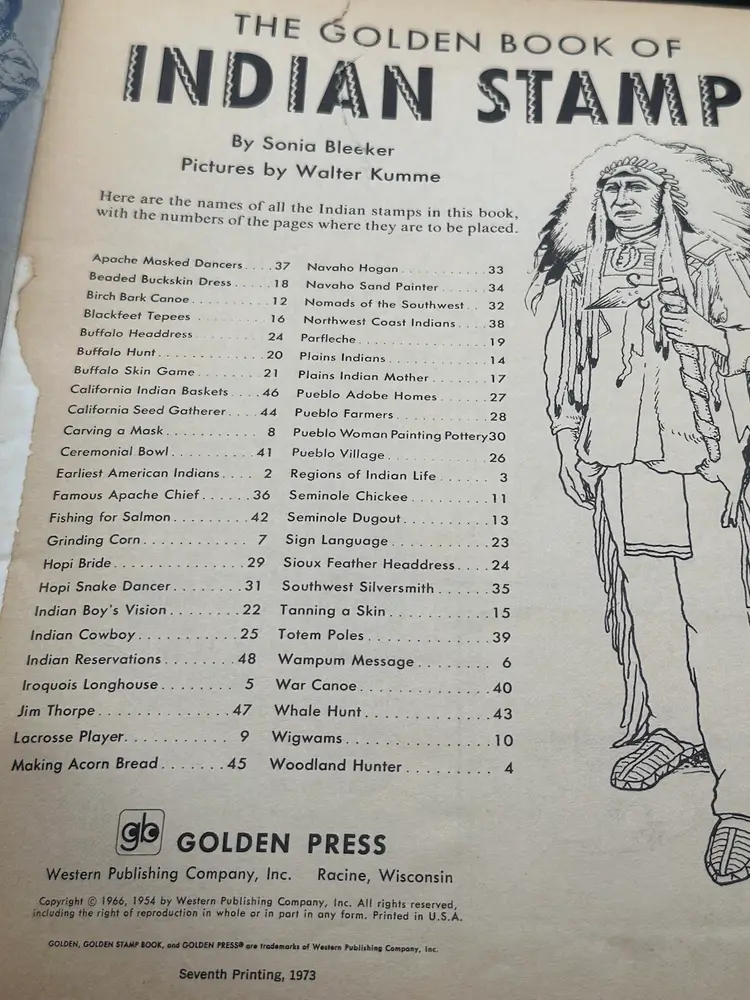 THE GOLDEN BOOK OF
INDIAN STAMP
By Sonia Bleeker
Pictures by Walter Kumme
Here are the names of all the Indian stamps in this book,
with the numbers of the pages where they are to be placed.
Apache Masked Dancers....37
Beaded Buckskin Dress.....18
Birch Bark Canoe...........12
Blackfeet Tepees..........16
Buffalo Headdress 24
Buffalo Hunt...............20
Buffalo Skin Game.........21
California Indian Baskets....46
California Seed Gatherer....44
Carving a Mask........... 8
Ceremonial Bowl...........41
Earliest American Indians.... 2
Famous Apache Chief......36
Fishing for Salmon.........42
Grinding Corn............ 7
Hopi Bride................29
Hopi Snake Dancer........31
Indian Boy's Vision........22
Indian Cowboy............25
Indian Reservations........48
Iroquois Longhouse........ 5
Jim Thorpe..............47
Lacrosse Player........... 9
Making Acorn Bread.......45
Navaho Hogan..........33
Navaho Sand Painter......34
Nomads of the Southwest..32
Northwest Coast Indians...38
Parfleche...............19
Plains Indians............14
Plains Indian Mother......17
Pueblo Adobe Homes.....27
Pueblo Farmers..........28
Pueblo Woman Painting Pottery30
Pueblo Village...........26
Regions of Indian Life...... 3
Seminole Chickee........11
Seminole Dugout.........13
Sign Language..........23
Sioux Feather Headdress....24
Southwest Silversmith......35
Tanning a Skin...........15
Totem Poles.............39
Wampum Message........ 6
War Canoe.............40
Whale Hunt.............43
Wigwams...............10
Woodland Hunter......... 4
gb GOLDEN PRESS
Western Publishing Company, Inc. Racine, Wisconsin
Copyright © 1966, 1954 by Western Publishing Company, Inc. All rights reserved,
including the right of reproduction in whole or in part in any form. Printed in U.S.A.
GOLDEN, GOLDEN STAMP BOOK, and GOLDEN PRESS® are trademarks of Western Publishing Company, Inc.
Seventh Printing, 1973